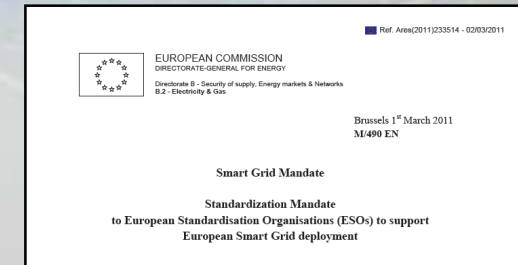 Ref. Ares(2011)233514 - 02/03/2011
EUROPEAN COMMISSION
DIRECTORATE-GENERAL FOR ENERGY
Directorate B - Security of supply, Energy markets & Networks
B.2 - Electricity & Gas
Brussels 1st March 2011
M/490 EN
Smart Grid Mandate
Standardization Mandate
to European Standardisation Organisations (ESOs) to support
European Smart Grid deployment